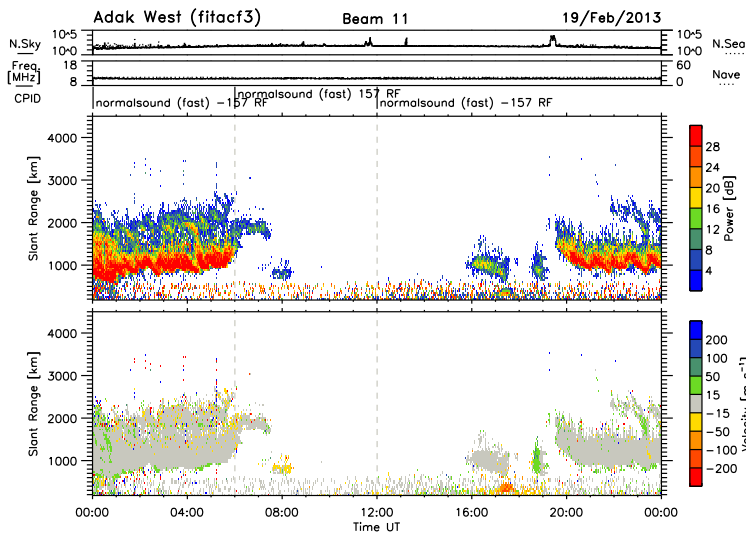 Adak West (fitacf3) Beam 11 19/Feb/2013
N.Sky 10^5 10^0 10^5 10^0 N.Sea
Freq. [MHz] 18 8 60 0 Nave
CPID normalsound (fast) -157 RF normalsound (fast) 157 RF normalsound (fast) -157 RF
Slant Range [km]
4000
3000
2000
1000
28
24
20
16
12
8
4
Power [dB]
Slant Range [km]
4000
3000
2000
1000
200
100
50
15
-15
-50
-100
-200
Velocity [m s^-1]
00:00 04:00 08:00 12:00 16:00 20:00 00:00
Time UT